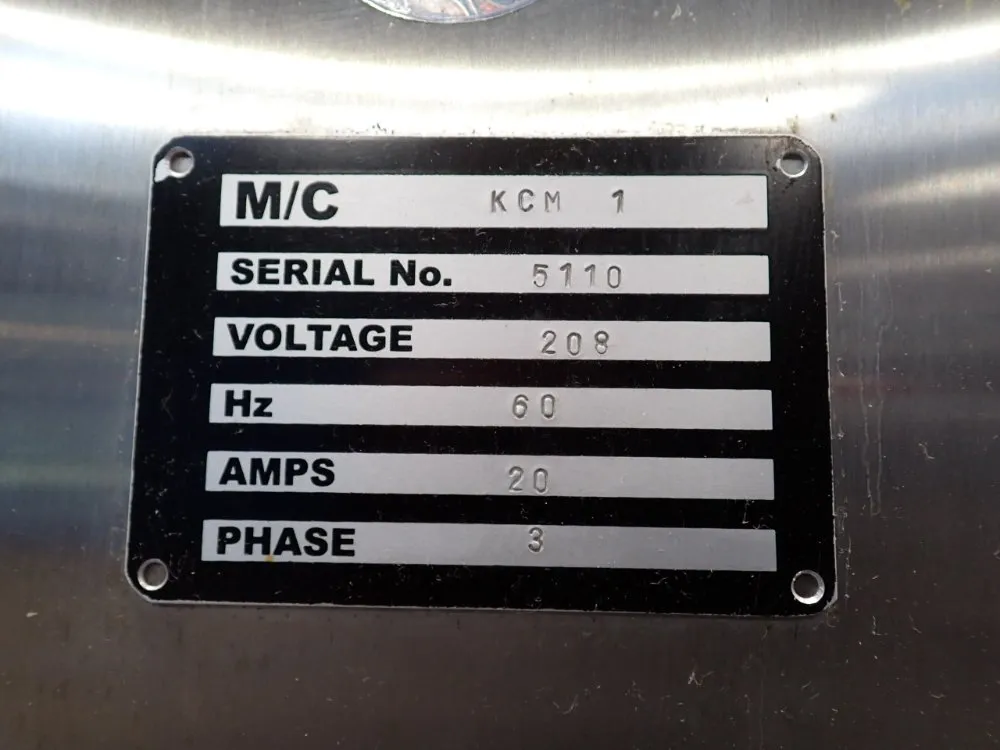 M/C KCM 1
SERIAL No. 5110
VOLTAGE 208
Hz 60
AMPS 20
PHASE 3